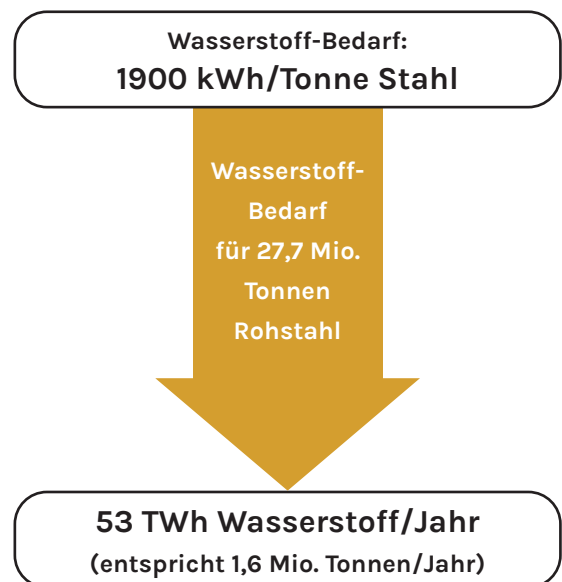 Wasserstoff-Bedarf:
1900 kWh/Tonne Stahl
Wasserstoff-
Bedarf
für 27,7 Mio.
Tonnen
Rohstahl
53 TWh Wasserstoff/Jahr
(entspricht 1,6 Mio. Tonnen/Jahr)